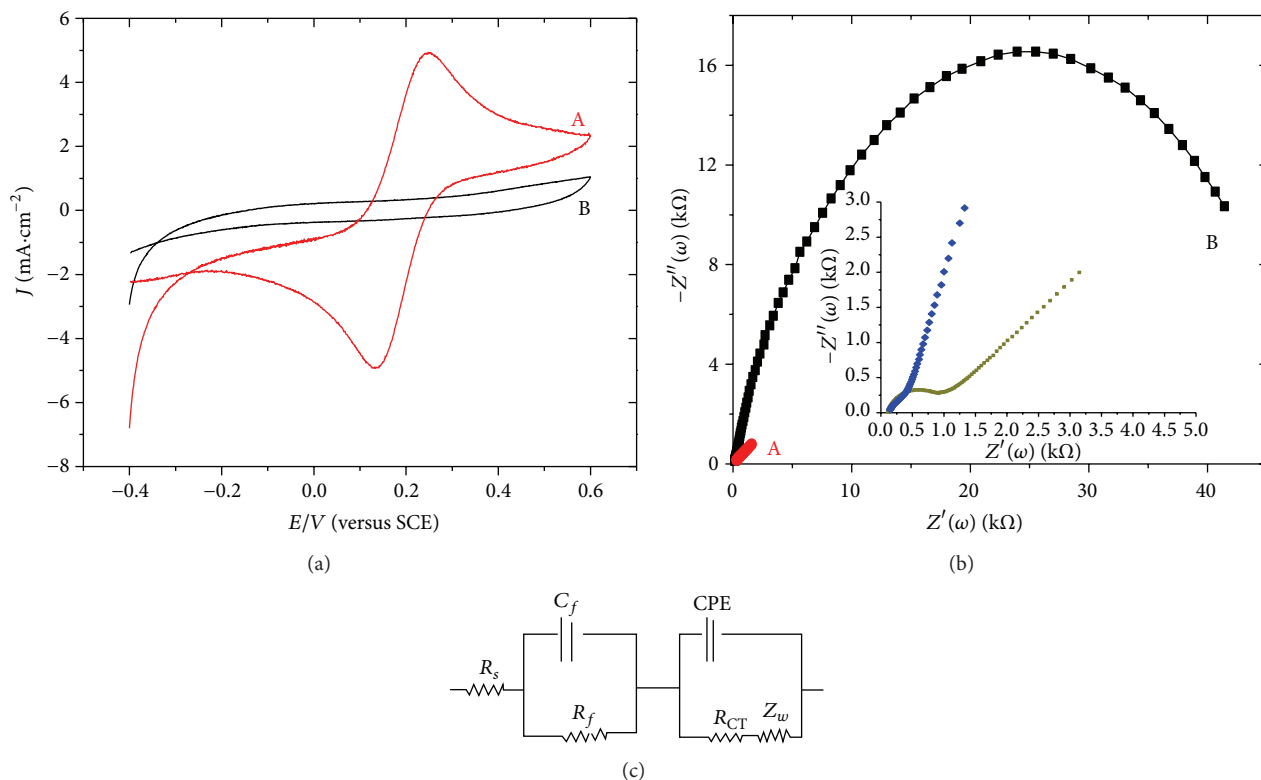 8
6
4
2
0
−2
−4
−6
−8
J (mA·cm⁻²)
−0.4
−0.2
0.0
0.2
0.4
0.6
E/V (versus SCE)
A
B
(a)
16
12
8
4
0
−Z″(ω) (kΩ)
0
10
20
30
40
Z′(ω) (kΩ)
A
B
3.0
2.5
2.0
1.5
1.0
0.5
0.0
−Z″(ω) (kΩ)
0.0 0.5 1.0 1.5 2.0 2.5 3.0 3.5 4.0 4.5 5.0
Z′(ω) (kΩ)
(b)
C_f
CPE
R_s
R_f
R_CT
Z_w
(c)